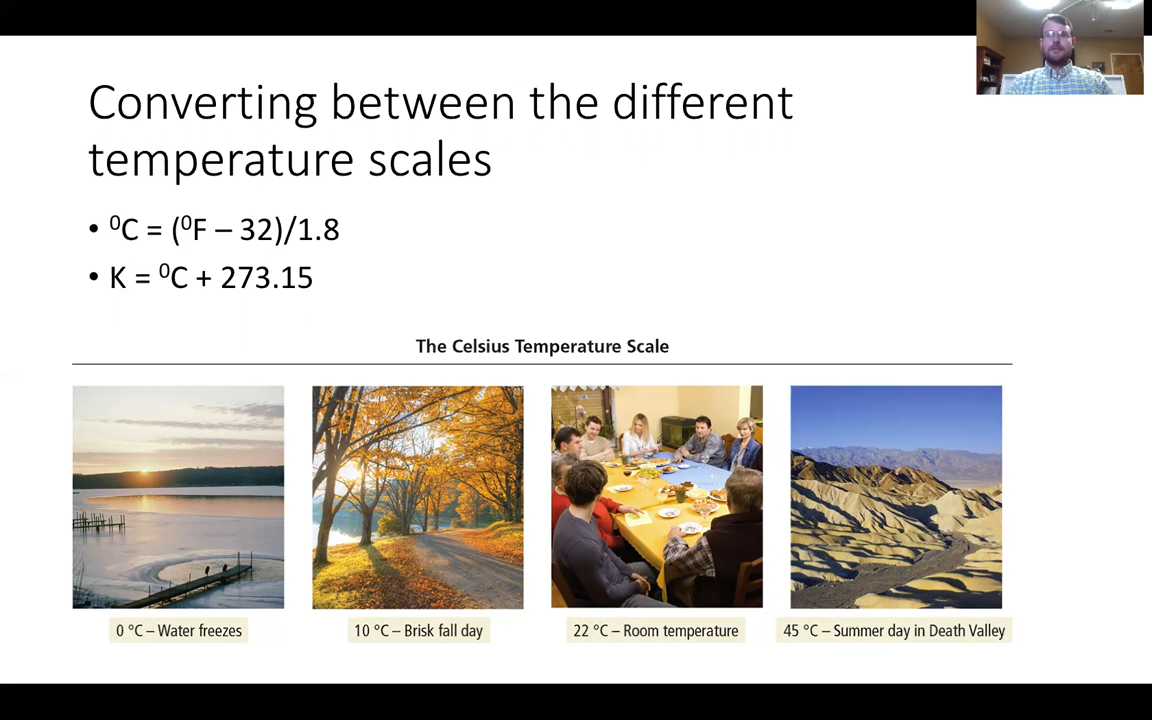 Converting between the different
temperature scales
• ⁰C = (⁰F – 32)/1.8
• K = ⁰C + 273.15
The Celsius Temperature Scale
0 °C – Water freezes
10 °C – Brisk fall day
22 °C – Room temperature
45 °C – Summer day in Death Valley